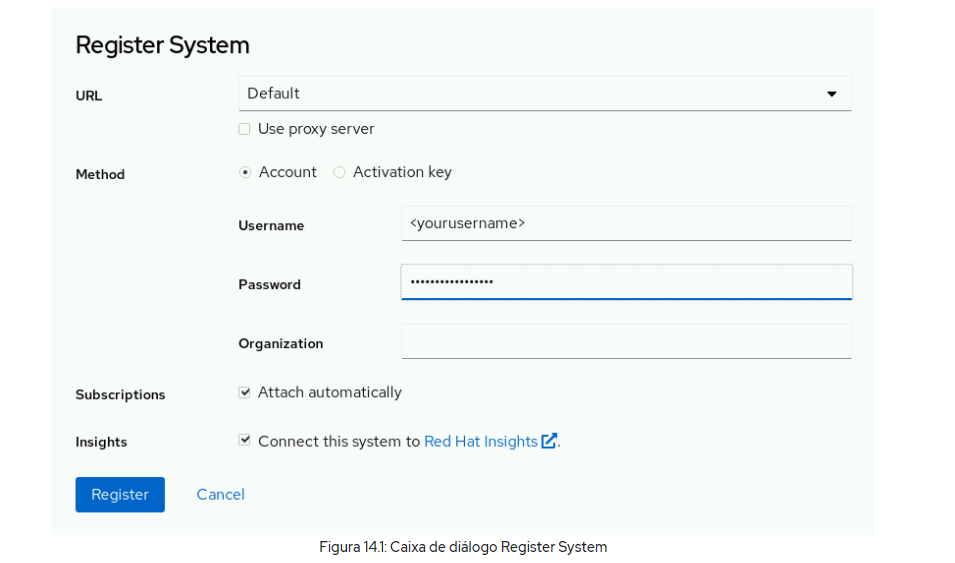 Register System
URL
Default
Use proxy server
Method
Account
Activation key
Username
<yourusername>
Password
•••••••••••••••••
Organization
Subscriptions
Attach automatically
Insights
Connect this system to Red Hat Insights.
Register
Cancel
Figura 14.1: Caixa de diálogo Register System